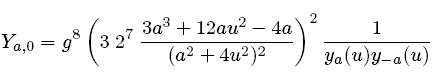 Y_{a,0} = g^8 \left( 3\ 2^7\ \frac{3a^3 + 12au^2 - 4a}{(a^2 + 4u^2)^2} \right)^2 \frac{1}{y_a(u)y_{-a}(u)}